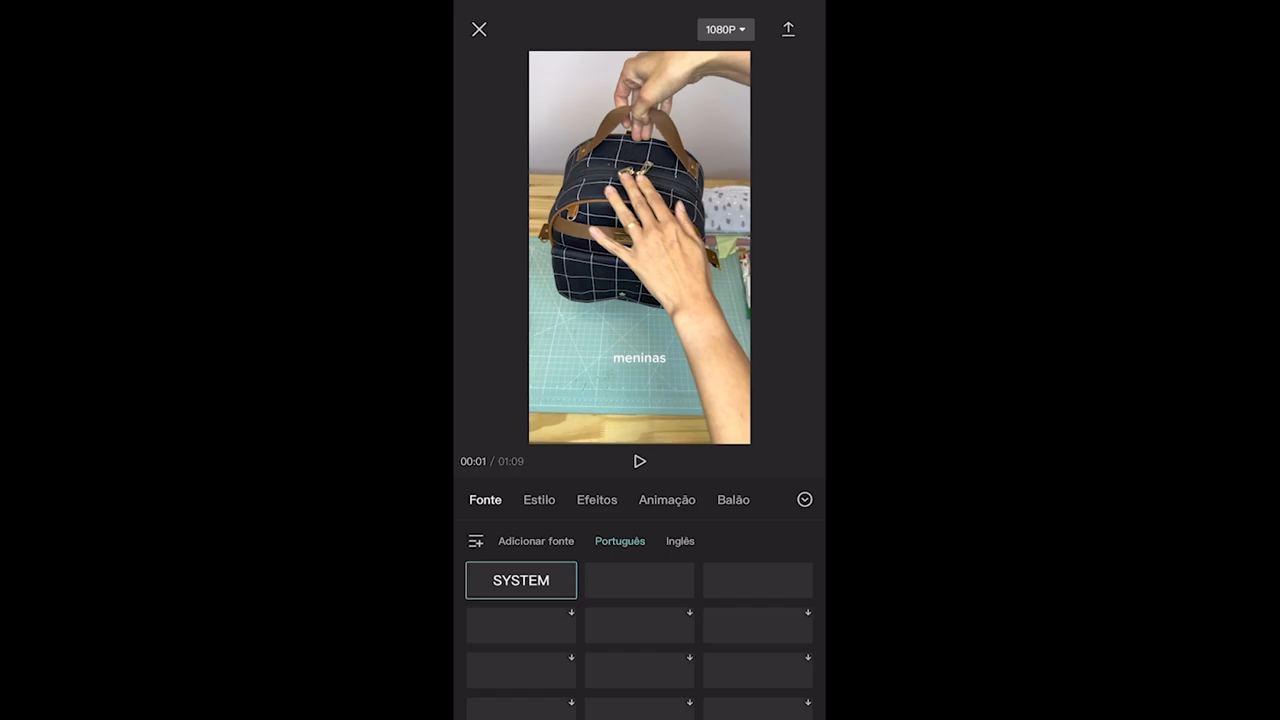 1080P
meninas
00:01 / 01:09
Fonte Estilo Efeitos Animação Balão
Adicionar fonte Português Inglês
SYSTEM